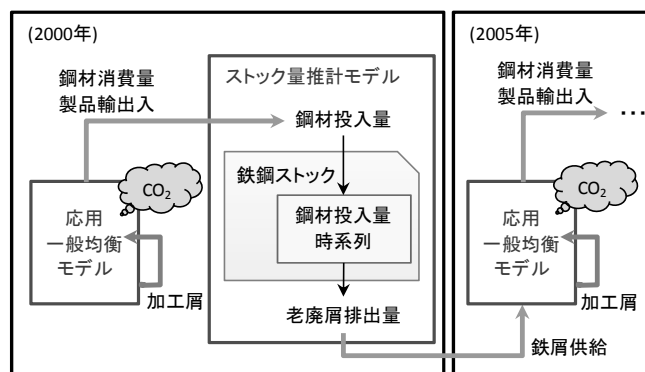 (2000年)
鋼材消費量
製品輸出入
ストック量推計モデル
鋼材投入量
鉄鋼ストック
鋼材投入量
時系列
老廃屑排出量
CO2
応用
一般均衡
モデル
加工屑
(2005年)
鋼材消費量
製品輸出入
…
CO2
応用
一般均衡
モデル
加工屑
鉄屑供給